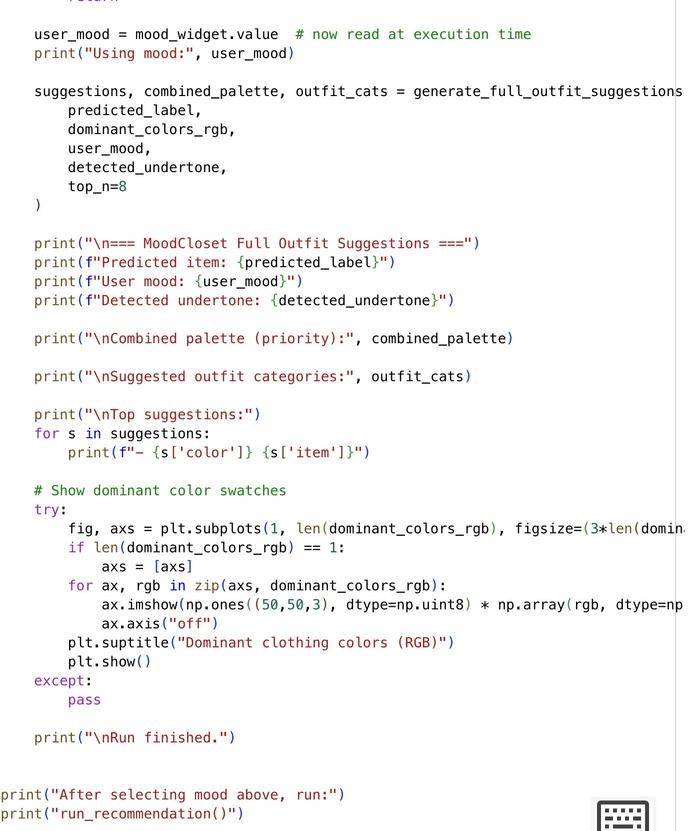 user_mood = mood_widget.value  # now read at execution time
print("Using mood:", user_mood)
suggestions, combined_palette, outfit_cats = generate_full_outfit_suggestions
predicted_label,
dominant_colors_rgb,
user_mood,
detected_undertone,
top_n=8
)
print("\n=== MoodCloset Full Outfit Suggestions ===")
print(f"Predicted item: {predicted_label}")
print(f"User mood: {user_mood}")
print(f"Detected undertone: {detected_undertone}")
print("\nCombined palette (priority):", combined_palette)
print("\nSuggested outfit categories:", outfit_cats)
print("\nTop suggestions:")
for s in suggestions:
print(f"- {s['color']} {s['item']}")
# Show dominant color swatches
try:
fig, axs = plt.subplots(1, len(dominant_colors_rgb), figsize=(3*len(domin
if len(dominant_colors_rgb) == 1:
axs = [axs]
for ax, rgb in zip(axs, dominant_colors_rgb):
ax.imshow(np.ones((50,50,3), dtype=np.uint8) * np.array(rgb, dtype=np
ax.axis("off")
plt.suptitle("Dominant clothing colors (RGB)")
plt.show()
except:
pass
print("\nRun finished.")
print("After selecting mood above, run:")
print("run_recommendation()")